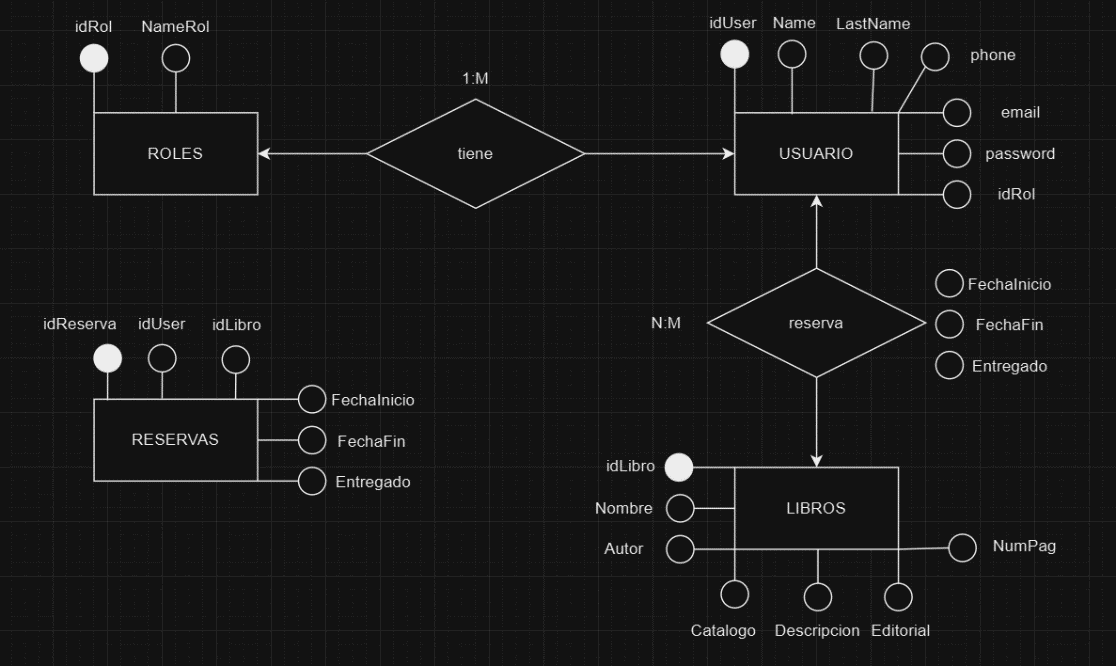 idRol
NameRol
ROLES
1:M
tiene
idUser
Name
LastName
phone
email
password
idRol
USUARIO
N:M
reserva
FechaInicio
FechaFin
Entregado
idReserva
idUser
idLibro
RESERVAS
FechaInicio
FechaFin
Entregado
idLibro
Nombre
Autor
LIBROS
NumPag
Catalogo
Descripcion
Editorial